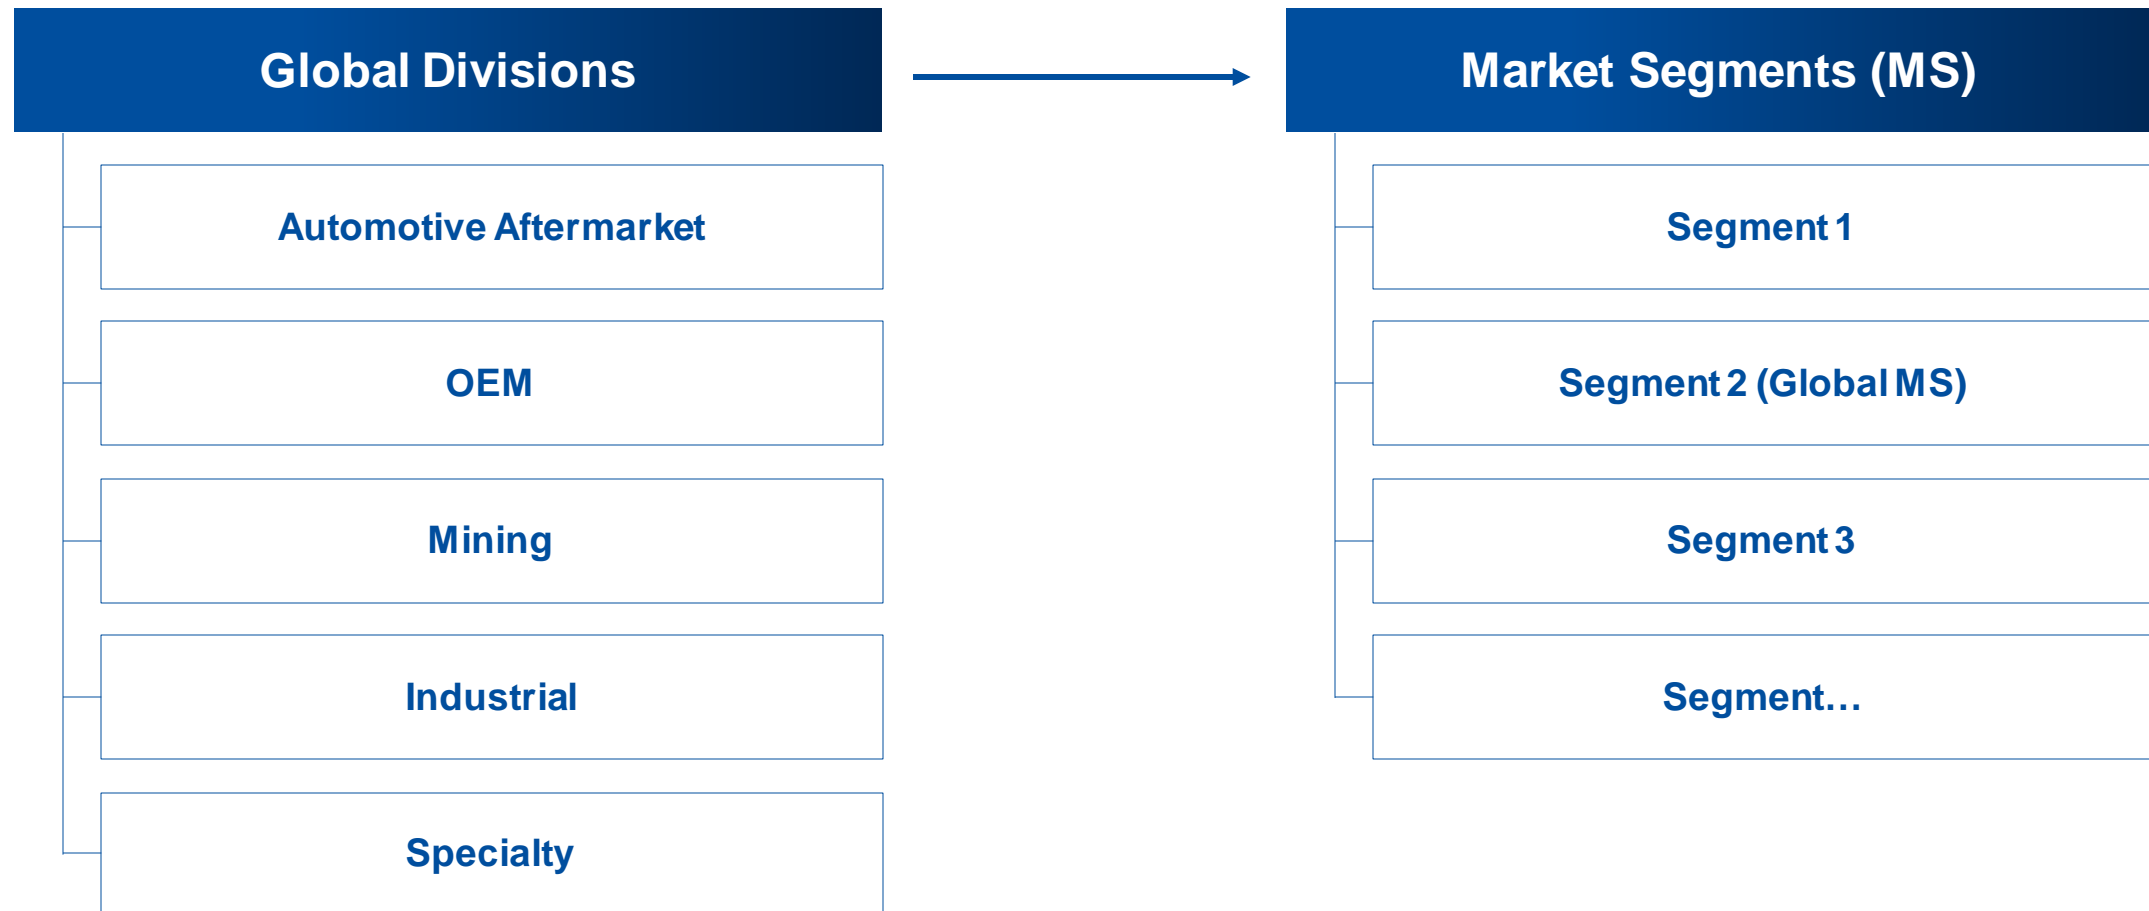 Global Divisions
Automotive Aftermarket
OEM
Mining
Industrial
Specialty
Market Segments (MS)
Segment 1
Segment 2 (Global MS)
Segment 3
Segment…